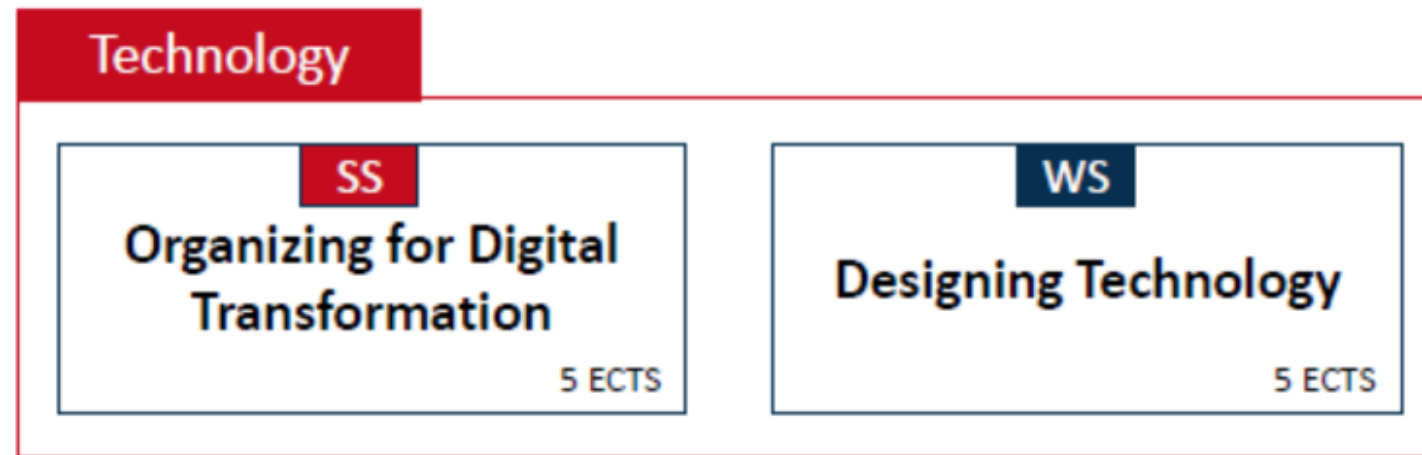 Technology
SS
Organizing for Digital
Transformation
5 ECTS
WS
Designing Technology
5 ECTS